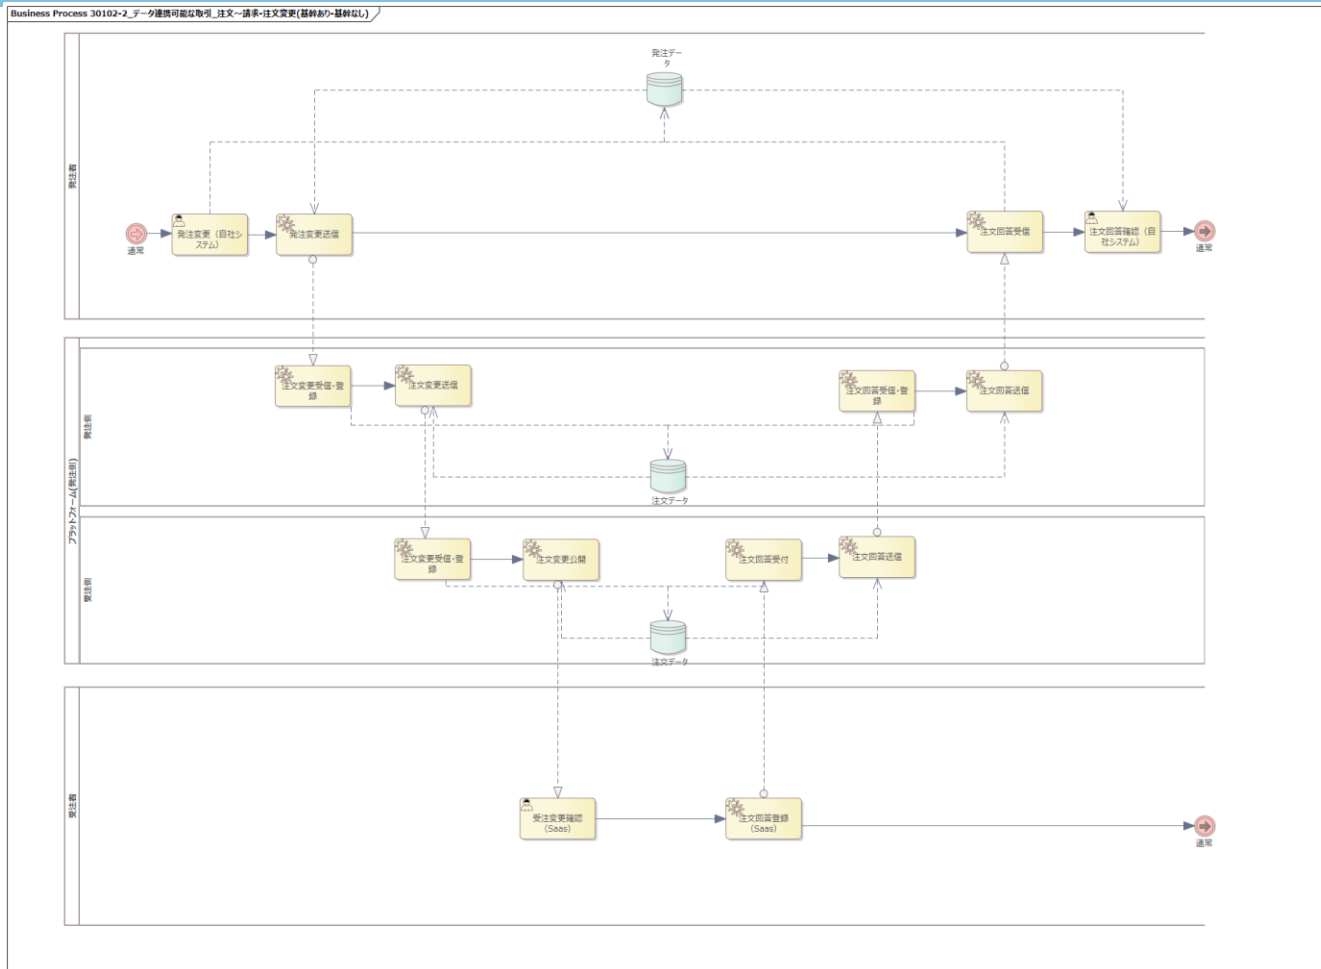 Business Process 30102-2_データ連携可能な取引_注文～請求-注文変更(基幹あり-基幹なし)
発注者
発注デー
タ
通常
発注変更（自社シ
ステム）
発注変更送信
注文回答受信
注文回答確認（自
社システム）
通常
プラットフォーム(発注側)
発注側
注文変更受信・登
録
注文変更送信
注文回答受信・登
録
注文回答送信
注文データ
受注側
注文変更受信・登
録
注文変更公開
注文回答受付
注文回答送信
注文データ
受注者
受注変更確認
（Saas）
注文回答登録
（Saas）
通常